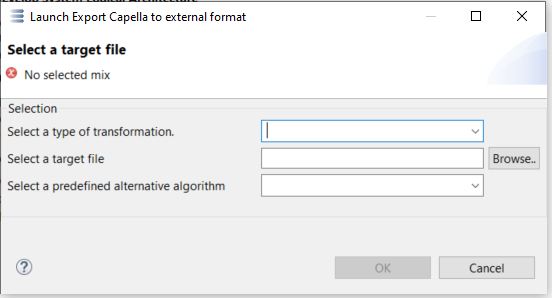 Launch Export Capella to external format
Select a target file
No selected mix
Selection
Select a type of transformation.
Select a target file
Browse..
Select a predefined alternative algorithm
OK
Cancel